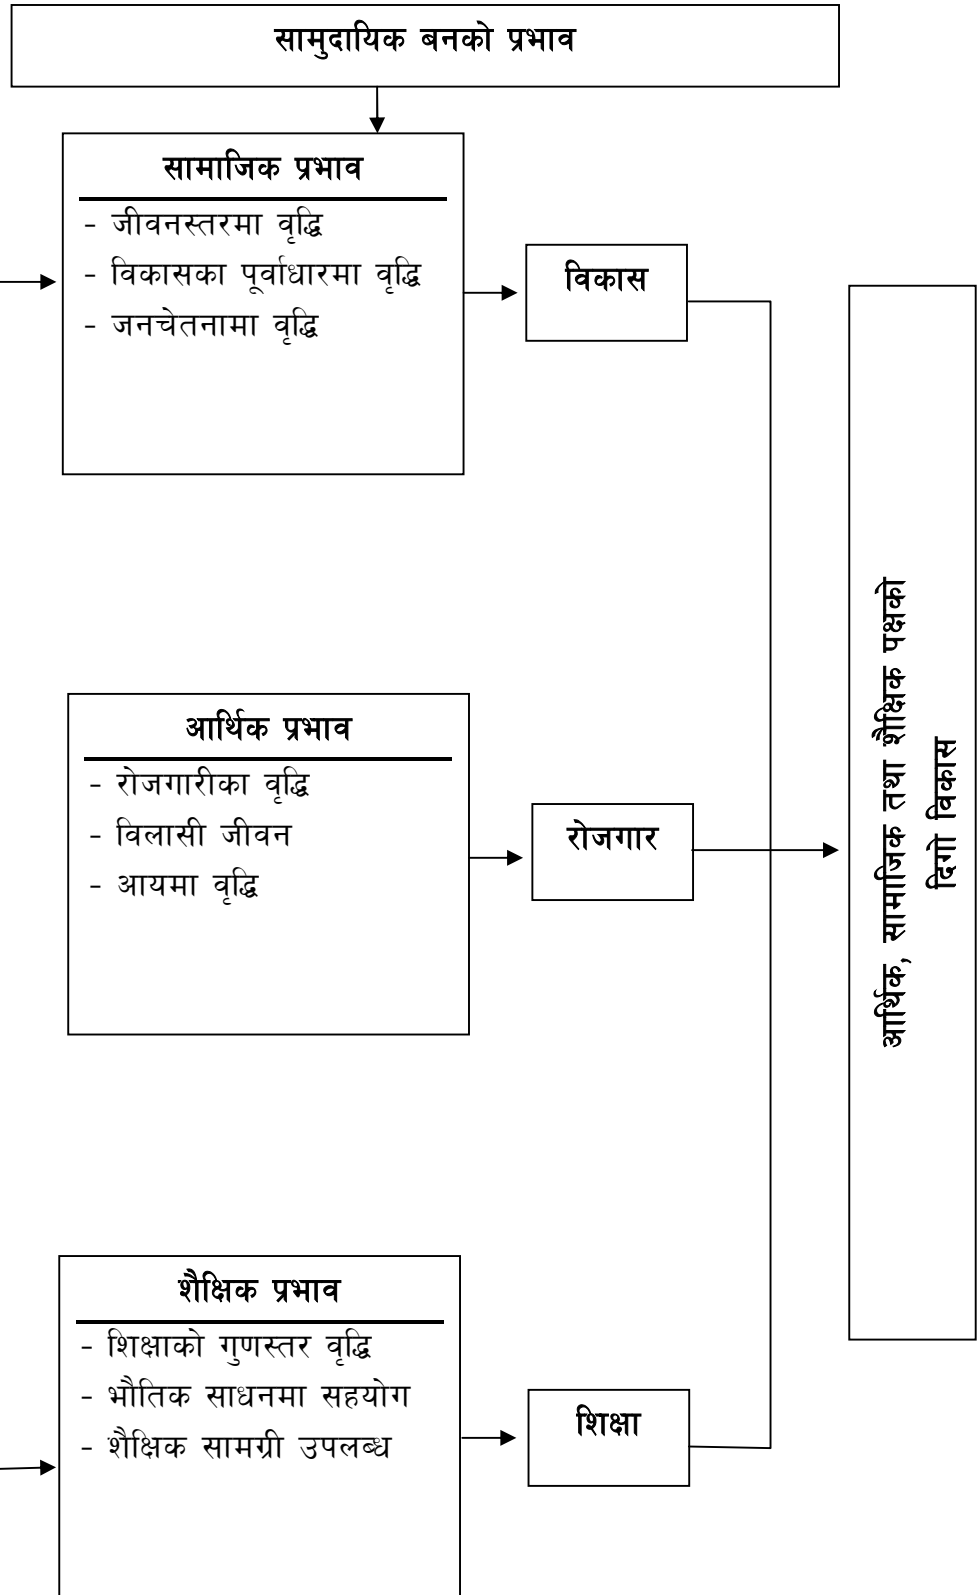 सामुदायिक बनको प्रभाव
सामाजिक प्रभाव
- जीवनस्तरमा वृद्धि
- विकासका पूर्वाधारमा वृद्धि
- जनचेतनामा वृद्धि
विकास
आर्थिक प्रभाव
- रोजगारीका वृद्धि
- विलासी जीवन
- आयमा वृद्धि
रोजगार
शैक्षिक प्रभाव
- शिक्षाको गुणस्तर वृद्धि
- भौतिक साधनमा सहयोग
- शैक्षिक सामग्री उपलब्ध
शिक्षा
आर्थिक, सामाजिक तथा शैक्षिक पक्षको
दिगो विकास